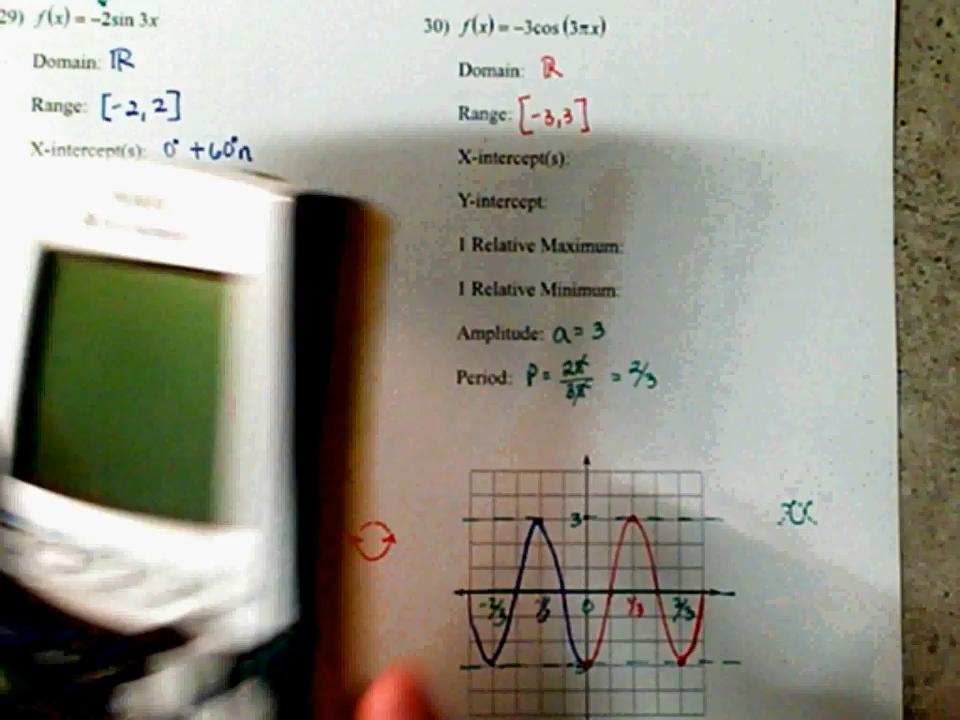 29) f(x) = -2sin 3x
Domain: ℝ
Range: [-2, 2]
X-intercept(s): 0° + 60°n
30) f(x) = -3cos(3πx)
Domain: ℝ
Range: [-3,3]
X-intercept(s):
Y-intercept:
1 Relative Maximum:
1 Relative Minimum:
Amplitude: a = 3
Period: P = 2π/3π = 2/3
3
-2/3 0 1/3 2/3